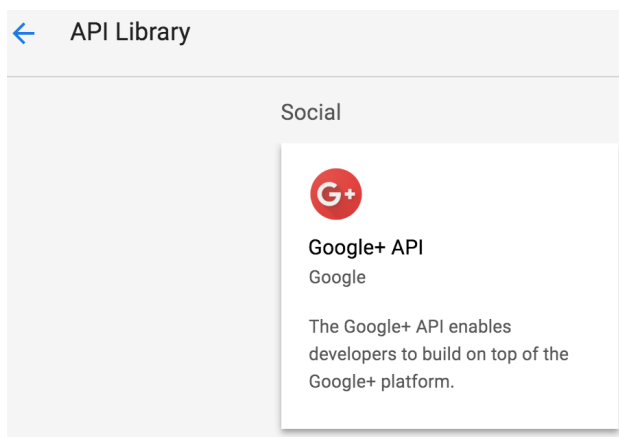 API Library
Social
G+
Google+ API
Google
The Google+ API enables
developers to build on top of the
Google+ platform.